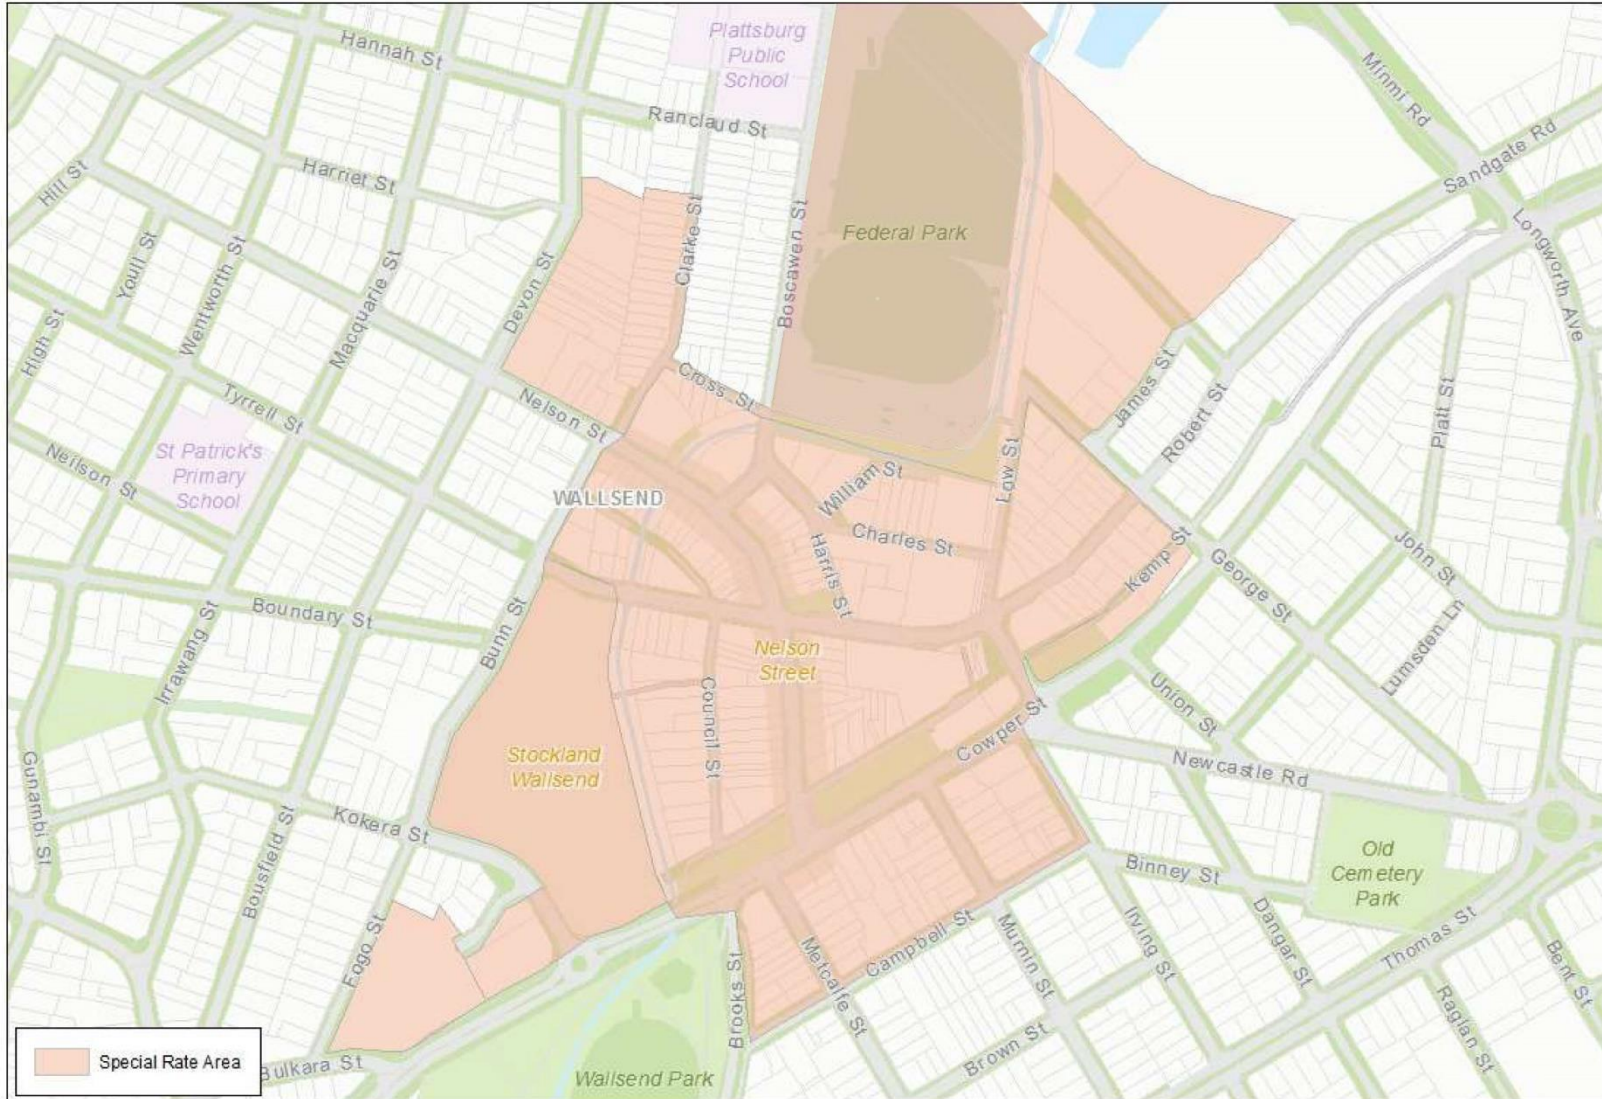 Plattsburg
Public
School
Hannah St
Minmi Rd
Ranclaud St
Sandgate Rd
Hill St
Harriet St
Clarke St
Federal Park
Longworth Ave
Youll St
Wentworth St
Macquarie St
Devon St
Boscawen St
High St
James St
Cross St
Robert St
Platt St
Tyrrell St
Nelson St
St Patrick's
Primary
School
Neilson St
WALLSEND
William St
Low St
Charles St
Harris St
Kemp St
John St
George St
Boundary St
Bunn St
Irrawang St
Nelson
Street
Lumsden Ln
Council St
Union St
Cowper St
Stockland
Wallsend
Newcastle Rd
Gunambi St
Kokera St
Bousfield St
Old
Cemetery
Park
Binney St
Fogo St
Campbell St
Murnin St
Irving St
Dangar St
Thomas St
Bent St
Metcalfe St
Brooks St
Raglan St
Brown St
Bulkara St
Wallsend Park
Special Rate Area